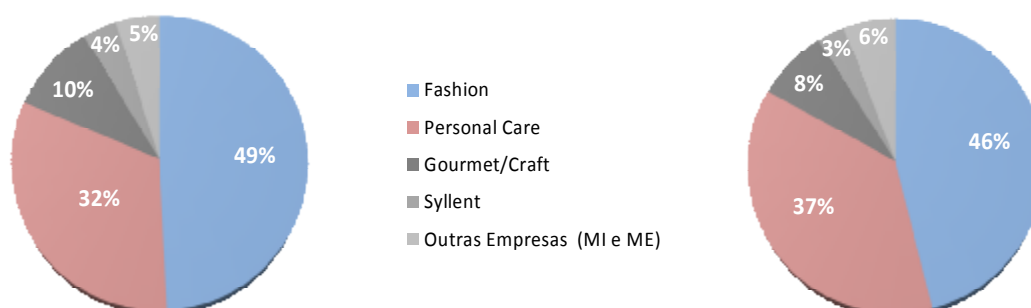 5%
4%
10%
49%
32%
Fashion
Personal Care
Gourmet/Craft
Syllent
Outras Empresas (MI e ME)
6%
3%
8%
46%
37%